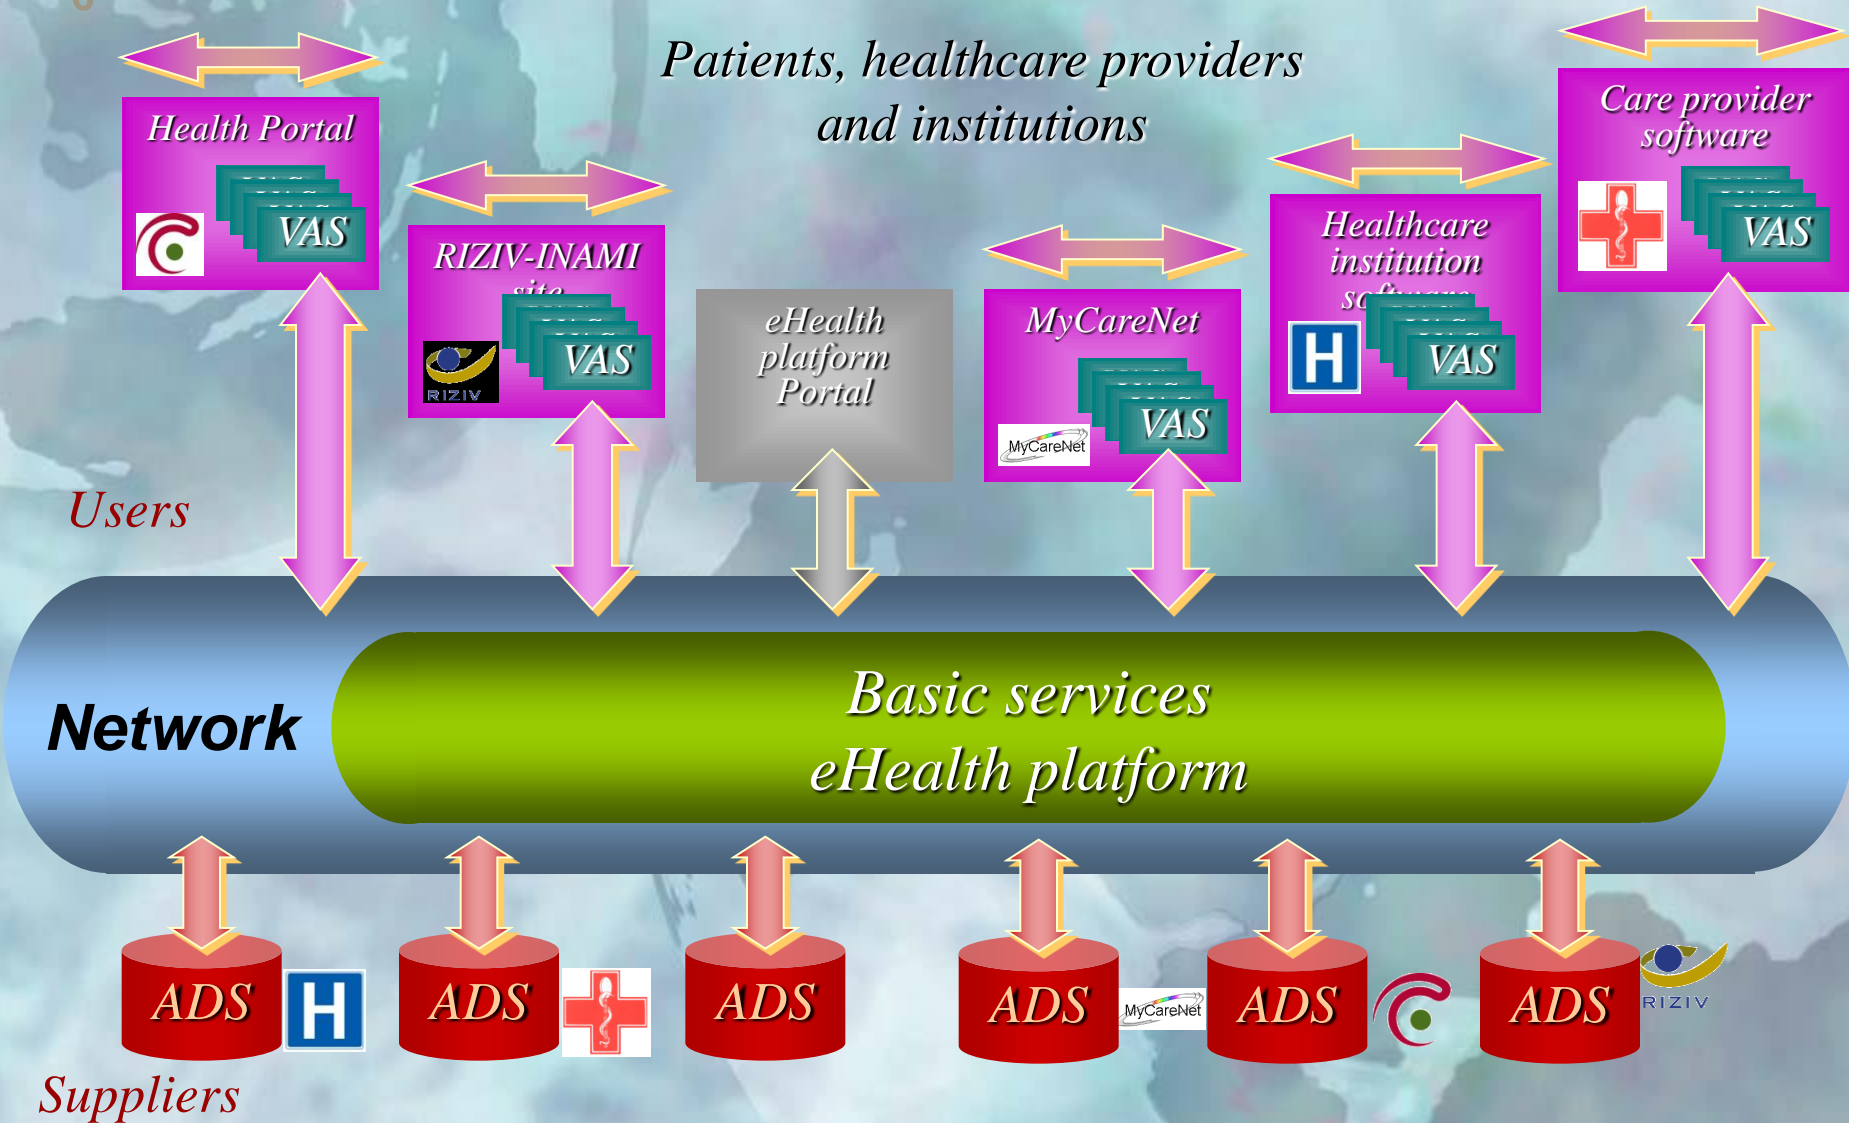 Patients, healthcare providers
and institutions
Health Portal
VAS
RIZIV-INAMI
site
VAS
RIZIV
eHealth
platform
Portal
MyCareNet
VAS
MyCareNet
Healthcare
institution
software
H
VAS
Care provider
software
VAS
Users
Network
Basic services
eHealth platform
ADS
H
ADS
ADS
ADS
MyCareNet
ADS
ADS
RIZIV
Suppliers